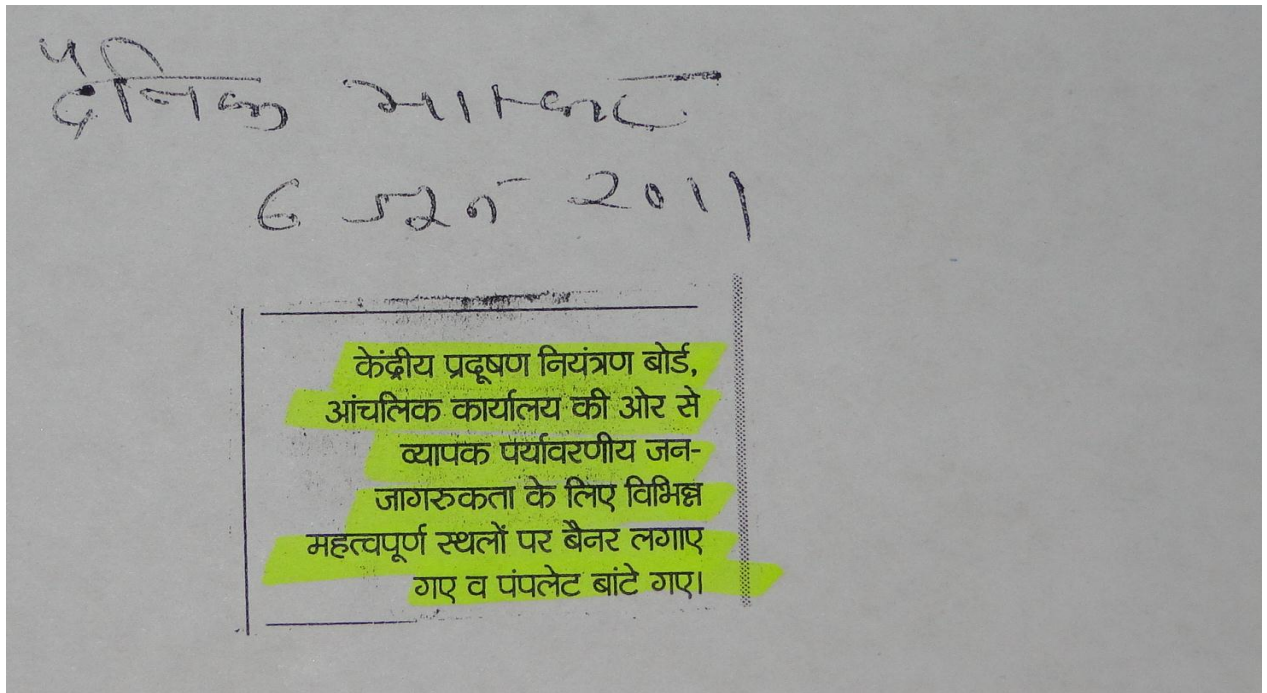 दैनिक भास्कर
6 जून 2011
केंद्रीय प्रदूषण नियंत्रण बोर्ड,
आंचलिक कार्यालय की ओर से
व्यापक पर्यावरणीय जन-
जागरुकता के लिए विभिन्न
महत्वपूर्ण स्थलों पर बैनर लगाए
गए व पंपलेट बांटे गए।